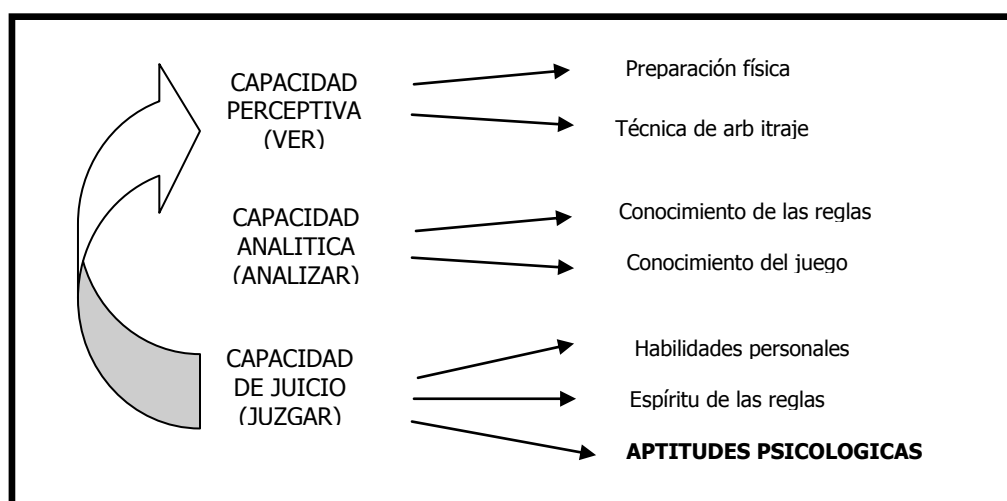 CAPACIDAD
PERCEPTIVA
(VER)
Preparación física
Técnica de arb itraje
CAPACIDAD
ANALITICA
(ANALIZAR)
Conocimiento de las reglas
Conocimiento del juego
CAPACIDAD
DE JUICIO
(JUZGAR)
Habilidades personales
Espíritu de las reglas
APTITUDES PSICOLOGICAS